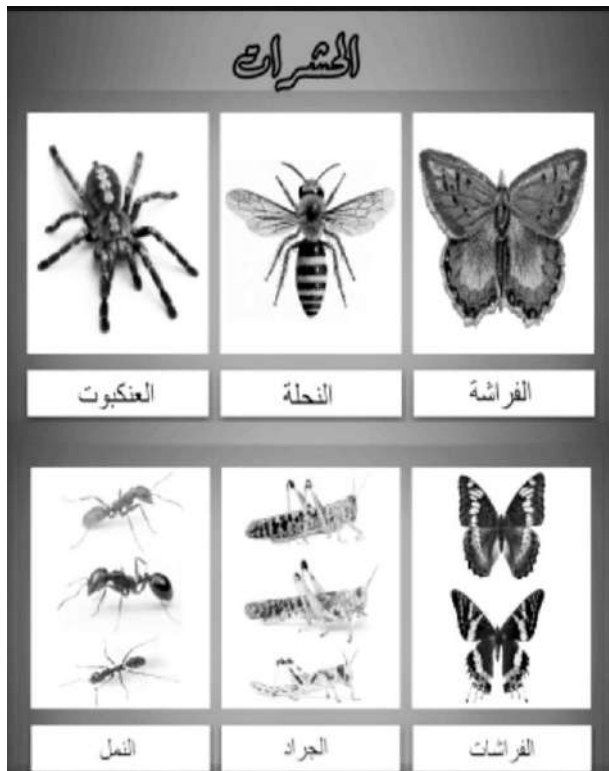 الحشرات
الفراشة
النحلة
العنكبوت
الفراشات
الجراد
النمل